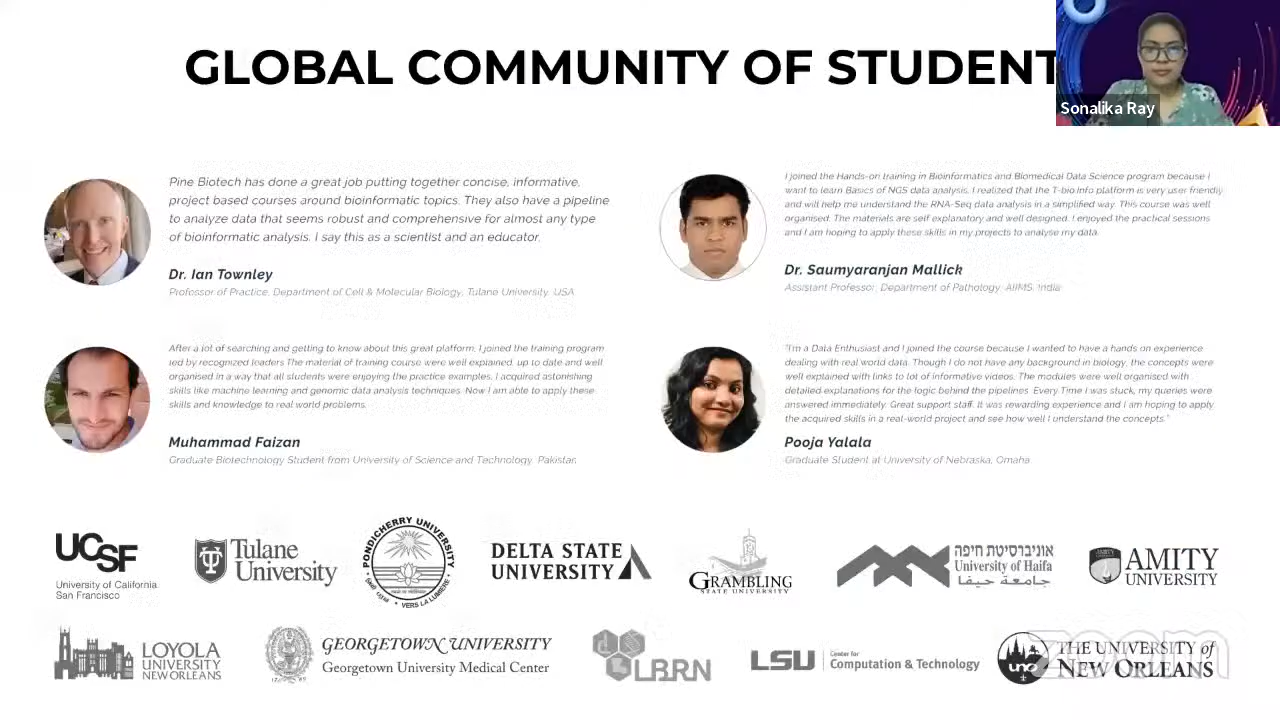 GLOBAL COMMUNITY OF STUDENT
Sonalika Ray
Pine Biotech has done a great job putting together concise, informative,
project based courses around bioinformatic topics. They also have a pipeline
to analyze data that seems robust and comprehensive for almost any type
of bioinformatic analysis. I say this as a scientist and an educator.
Dr. Ian Townley
Professor of Practice, Department of Cell & Molecular Biology, Tulane University, USA
I joined the Hands-on training in Bioinformatics and Biomedical Data Science program because I
want to learn Basics of NGS data analysis. I realized that the T-bioInfo platform is very user friendly
and will help me understand the RNA-Seq data analysis in a simplified way. This course was well
organised. The materials are self explanatory and well designed. I enjoyed the practical sessions
and I am hoping to apply these skills in my projects to analyse my data.
Dr. Saumyaranjan Mallick
Assistant Professor, Department of Pathology, AIIMS, India
After a lot of searching and getting to know about this great platform, I joined the training program
led by recognized leaders The material of training course were well explained, up to date and well
organised in a way that all students were enjoying the practice examples. I acquired astonishing
skills like machine learning and genomic data analysis techniques. Now I am able to apply these
skills and knowledge to real world problems.
Muhammad Faizan
Graduate Biotechnology Student from University of Science and Technology, Pakistan
"I'm a Data Enthusiast and I joined the course because I wanted to have a hands on experience
dealing with real world data. Though I do not have any background in biology, the concepts were
well explained with links to lot of informative videos. The modules were well organised with
detailed explanations for the logic behind the pipelines. Every Time I was stuck, my queries were
answered immediately. Great support staff. It was rewarding experience and I am hoping to apply
the acquired skills in a real-world project and see how well I understand the concepts."
Pooja Yalala
Graduate Student at University of Nebraska, Omaha
UCSF
University of California
San Francisco
Tulane
University
PONDICHERRY UNIVERSITY
VERS LA LUMIERE
DELTA STATE
UNIVERSITY
GRAMBLING
STATE UNIVERSITY
אוניברסיטת חיפה
University of Haifa
جامعة حيفا
AMITY
UNIVERSITY
LOYOLA
UNIVERSITY
NEW ORLEANS
GEORGETOWN UNIVERSITY
Georgetown University Medical Center
LBRN
LSU
Center for
Computation & Technology
uno
THE UNIVERSITY of
NEW ORLEANS
zoom